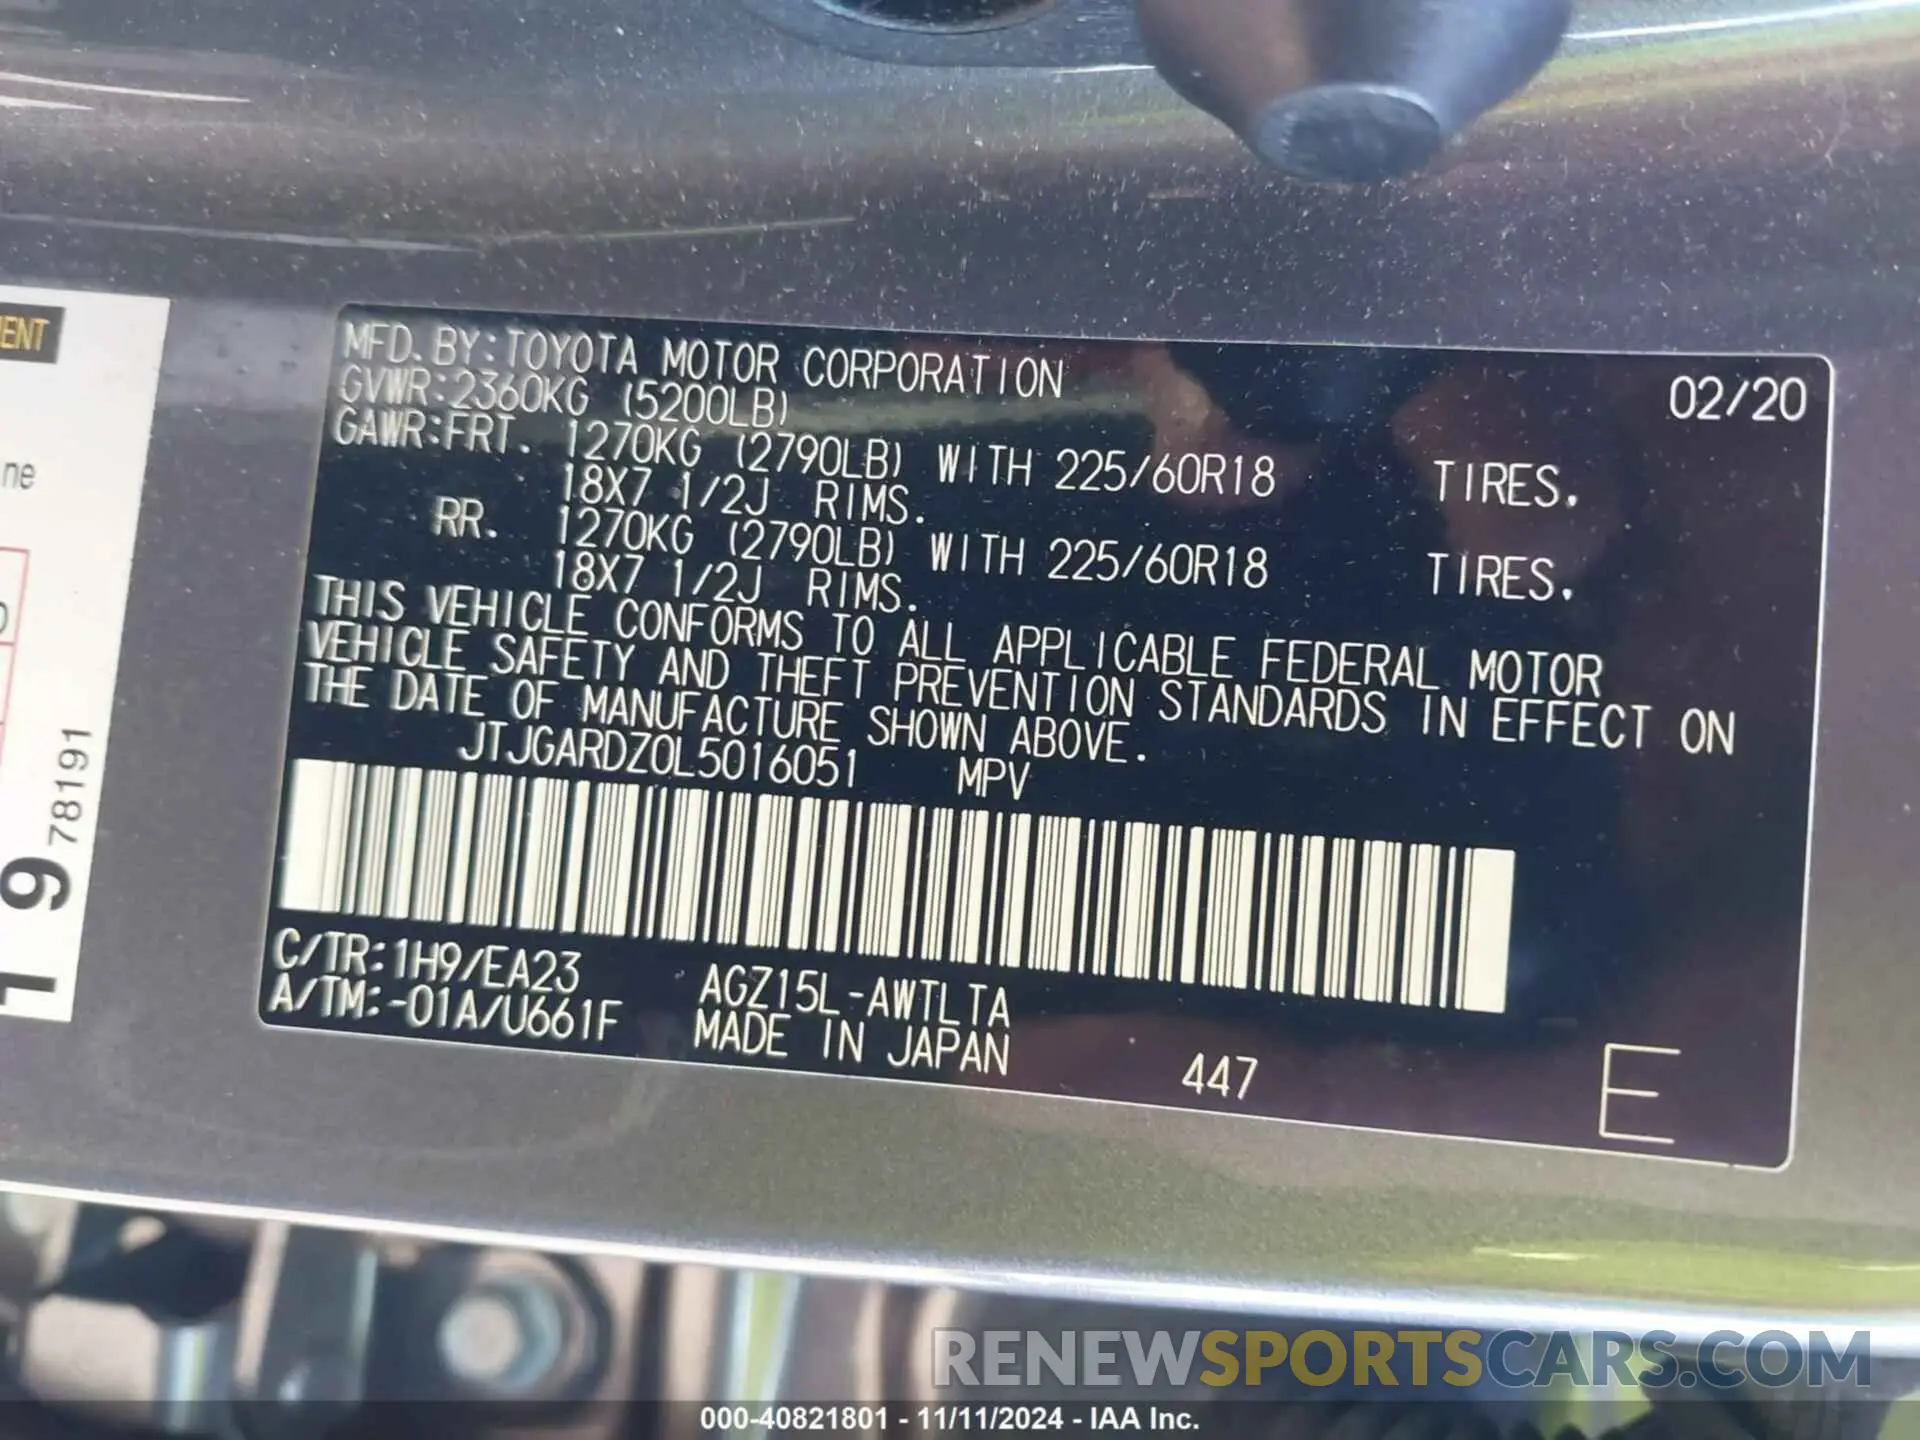 MFD. BY:TOYOTA MOTOR CORPORATION 02/20
GVWR:2360KG (5200LB)
GAWR:FRT. 1270KG (2790LB) WITH 225/60R18 TIRES,
18X7 1/2J RIMS.
RR. 1270KG (2790LB) WITH 225/60R18 TIRES,
18X7 1/2J RIMS.
THIS VEHICLE CONFORMS TO ALL APPLICABLE FEDERAL MOTOR
VEHICLE SAFETY AND THEFT PREVENTION STANDARDS IN EFFECT ON
THE DATE OF MANUFACTURE SHOWN ABOVE.
JTJGARDZ0L5016051 MPV
C/TR:1H9/EA23 AGZ15L-AWTLTA
A/TM:-01A/U661F MADE IN JAPAN 447 E
ne
78191
19
RENEWSPORTSCARS.COM
000-40821801 - 11/11/2024 - IAA Inc.